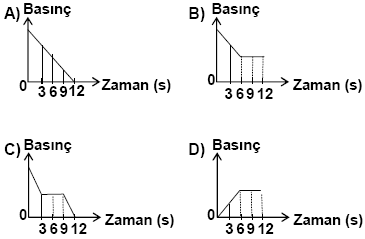 A) Basınç
0
3 6 9 12 Zaman (s)
B) Basınç
0
3 6 9 12 Zaman (s)
C) Basınç
0
3 6 9 12 Zaman (s)
D) Basınç
0
3 6 9 12 Zaman (s)